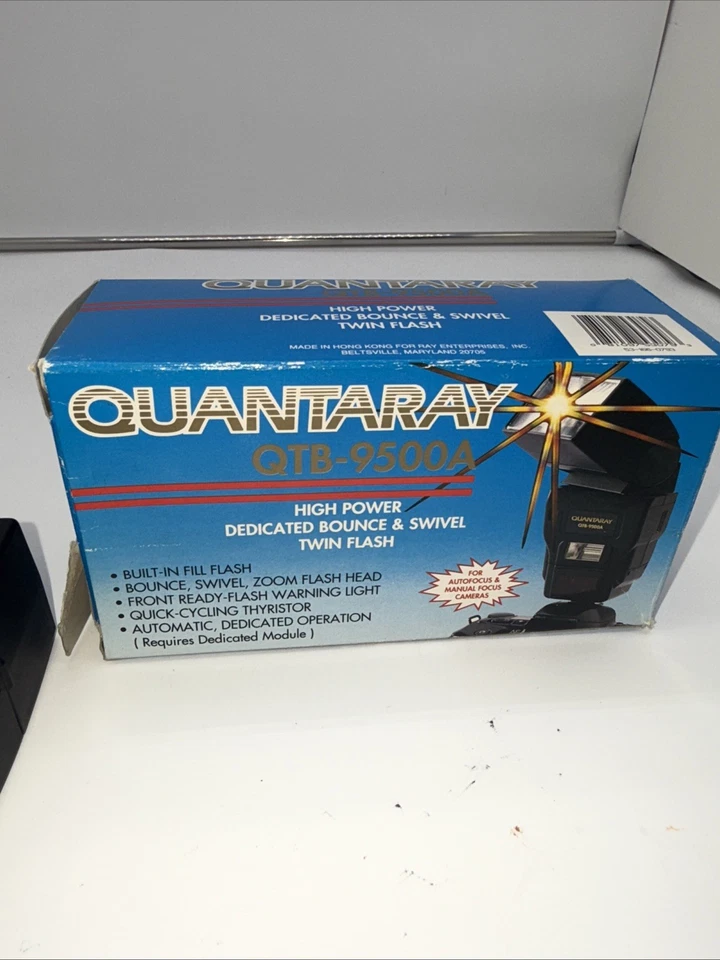 QUANTARAY
HIGH POWER
DEDICATED BOUNCE & SWIVEL
TWIN FLASH
MADE IN HONG KONG FOR RAY ENTERPRISES, INC.
BELTSVILLE, MARYLAND 20705
QUANTARAY
QTB-9500A
HIGH POWER
DEDICATED BOUNCE & SWIVEL
TWIN FLASH
• BUILT-IN FILL FLASH
• BOUNCE, SWIVEL, ZOOM FLASH HEAD
• FRONT READY-FLASH WARNING LIGHT
• QUICK-CYCLING THYRISTOR
• AUTOMATIC, DEDICATED OPERATION
( Requires Dedicated Module )
FOR
AUTOFOCUS &
MANUAL FOCUS
CAMERAS
QUANTARAY
QTB-9500A